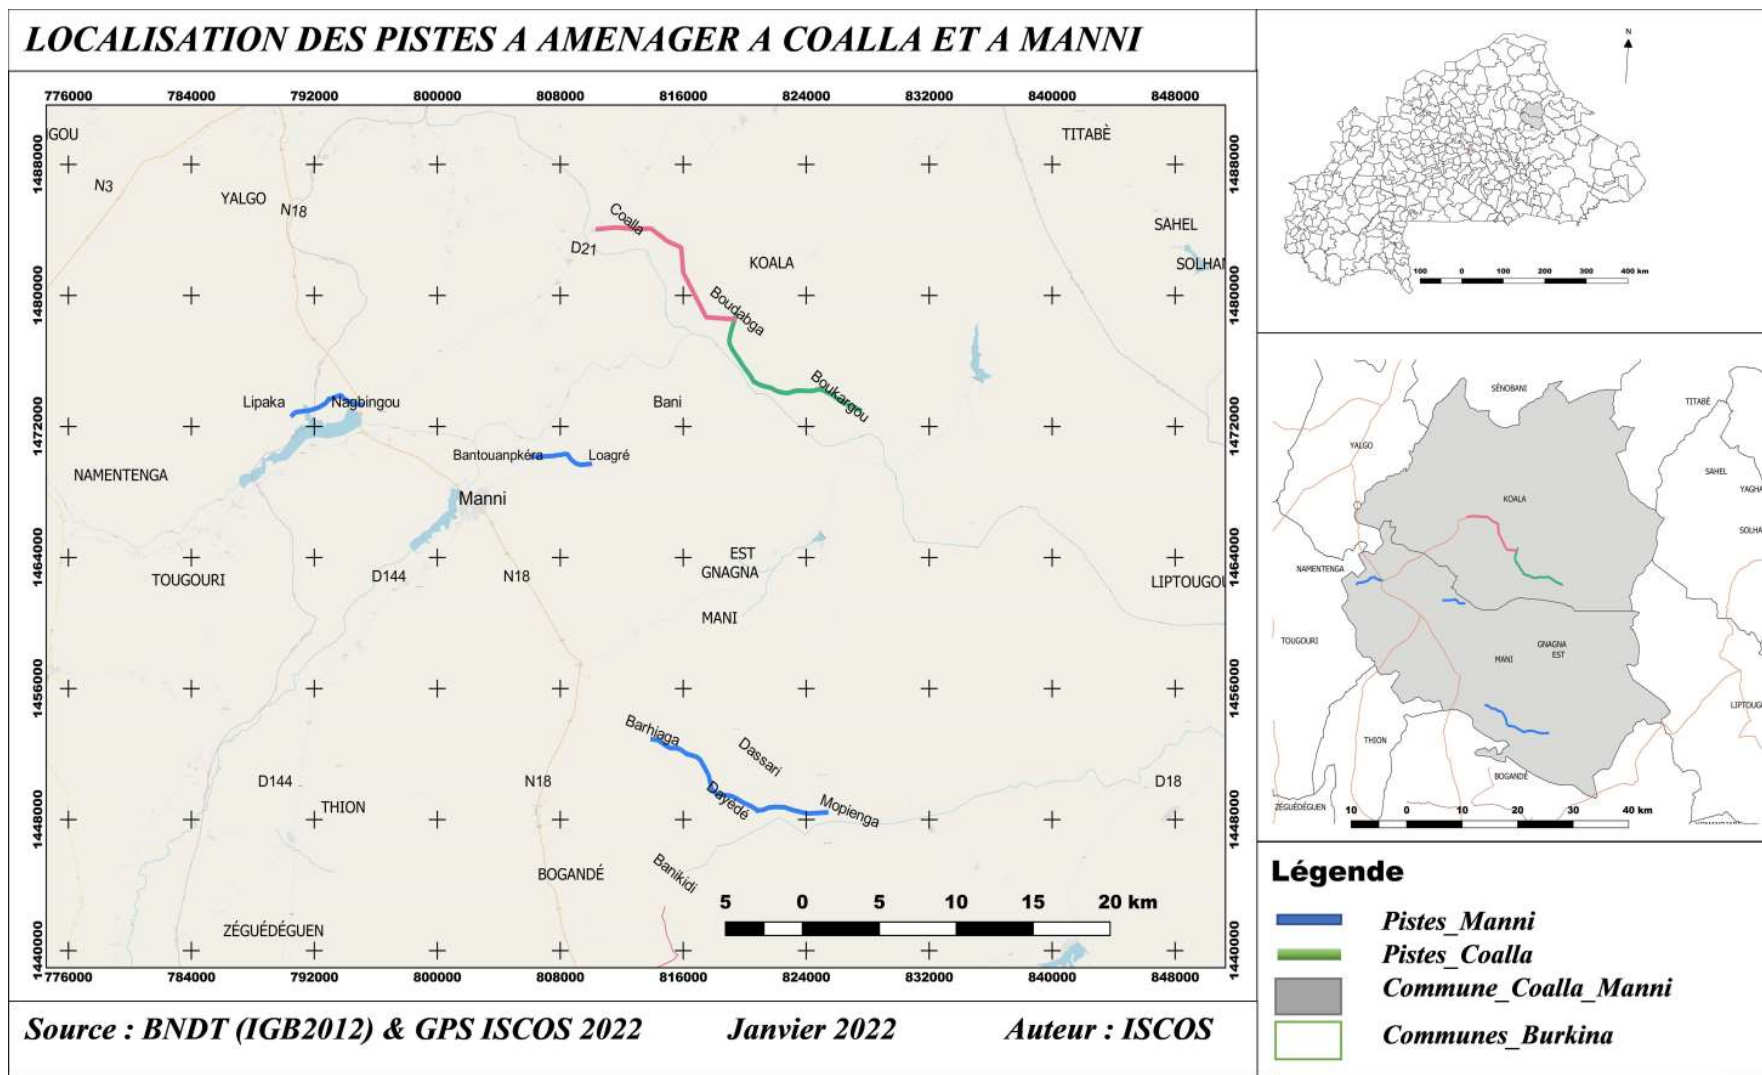 LOCALISATION DES PISTES A AMENAGER A COALLA ET A MANNI
776000 784000 792000 800000 808000 816000 824000 832000 840000 848000
1488000 1488000
1480000 1480000
1472000 1472000
1464000 1464000
1456000 1456000
1448000 1448000
1440000 1440000
GOU
TITABÈ
N3
YALGO
N18
Coalla
SAHEL
D21
KOALA
SOLHAN
Boudabga
Boukargou
Lipaka
Nagbingou
Bani
Bantouanpkéra
Loagré
NAMENTENGA
Manni
EST
GNAGNA
TOUGOURI
D144
N18
LIPTOUGOU
MANI
Barhiaga
Dassari
D144
N18
Dayédé
Mopienga
D18
THION
Banikidi
BOGANDÉ
ZÉGUÉDÉGUEN
5 0 5 10 15 20 km
776000 784000 792000 800000 808000 816000 824000 832000 840000 848000
Source : BNDT (IGB2012) & GPS ISCOS 2022 Janvier 2022 Auteur : ISCOS
N
100 0 100 200 300 400 km
SÉNOBANI
TITABÈ
YALGO
SAHEL
YAGHA
KOALA
SOLHA
NAMENTENGA
TOUGOURI
GNAGNA
EST
MANI
LIPTOUG
THION
BOGANDÉ
ZÉGUÉDÉGUEN
10 0 10 20 30 40 km
Légende
Pistes_Manni
Pistes_Coalla
Commune_Coalla_Manni
Communes_Burkina